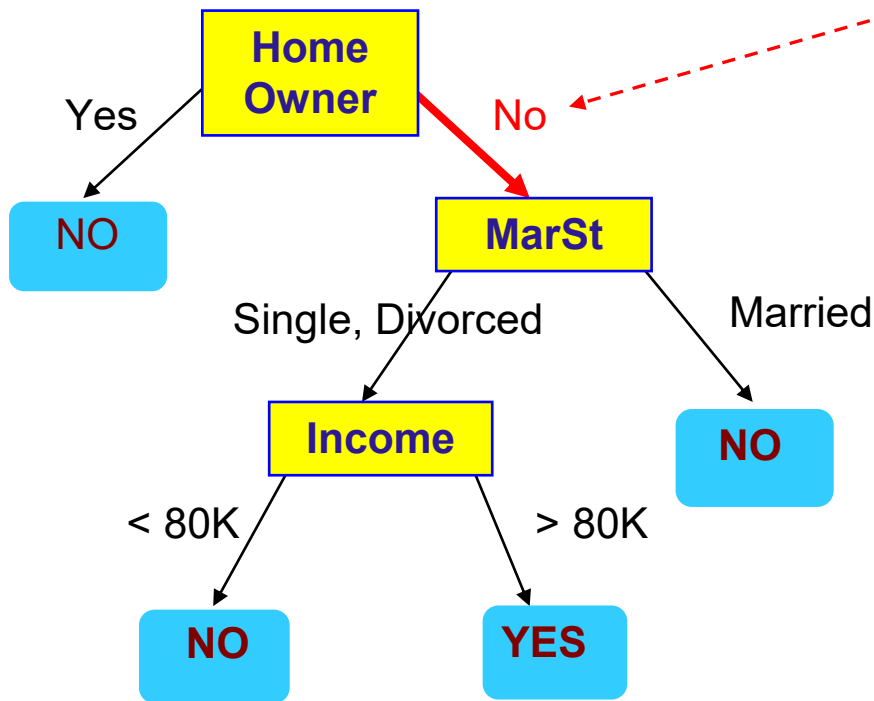 Home
Owner
Yes
No
NO
MarSt
Single, Divorced
Married
Income
NO
< 80K
> 80K
NO
YES